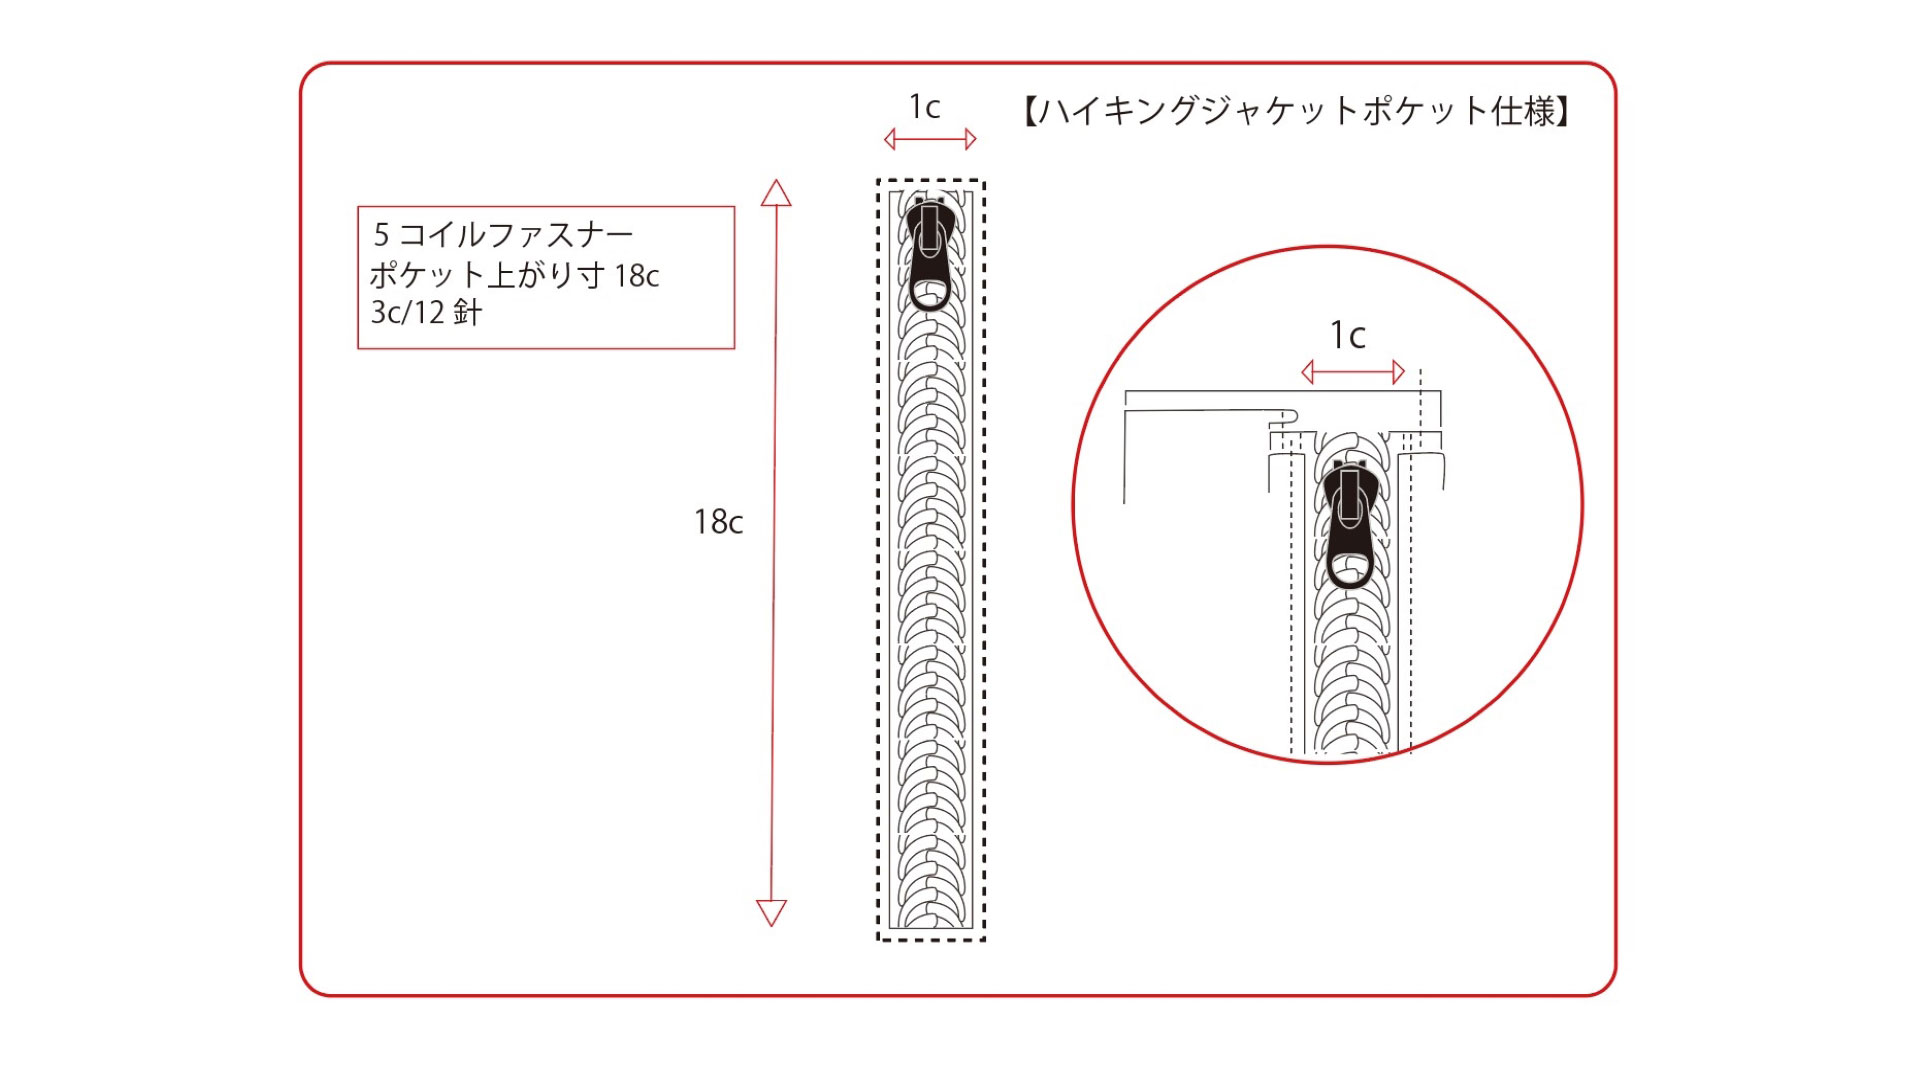 【ハイキングジャケットポケット仕様】
1c
5 コイルファスナー
ポケット上がり寸 18c
3c/12 針
18c
1c